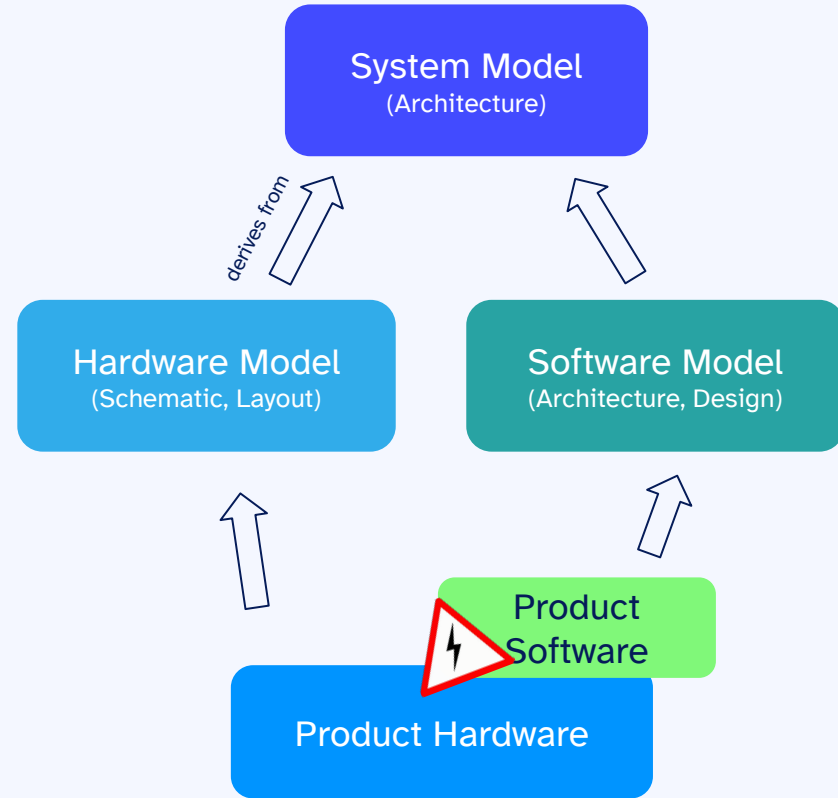 System Model
(Architecture)
derives from
Hardware Model
(Schematic, Layout)
Software Model
(Architecture, Design)
Product
Software
Product Hardware